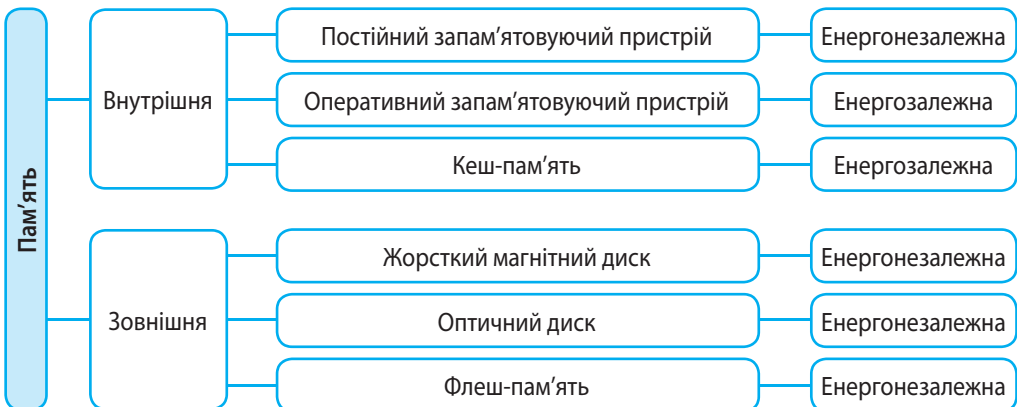 Пам’ять
Внутрішня
Постійний запам’ятовуючий пристрій
Енергонезалежна
Оперативний запам’ятовуючий пристрій
Енергозалежна
Кеш-пам’ять
Енергозалежна
Зовнішня
Жорсткий магнітний диск
Енергонезалежна
Оптичний диск
Енергонезалежна
Флеш-пам’ять
Енергонезалежна